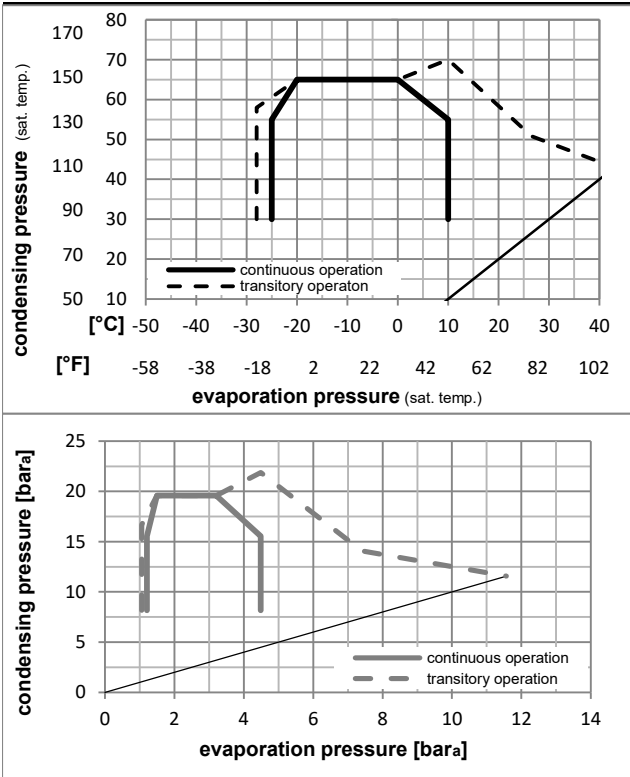 condensing pressure (sat. temp.)
170
150
130
110
90
70
50
80
70
60
50
40
30
20
10
continuous operation
transitory operaton
[°C] -50 -40 -30 -20 -10 0 10 20 30 40
[°F] -58 -38 -18 2 22 42 62 82 102
evaporation pressure (sat. temp.)
condensing pressure [bara]
25
20
15
10
5
0
continuous operation
transitory operation
0 2 4 6 8 10 12 14
evaporation pressure [bara]